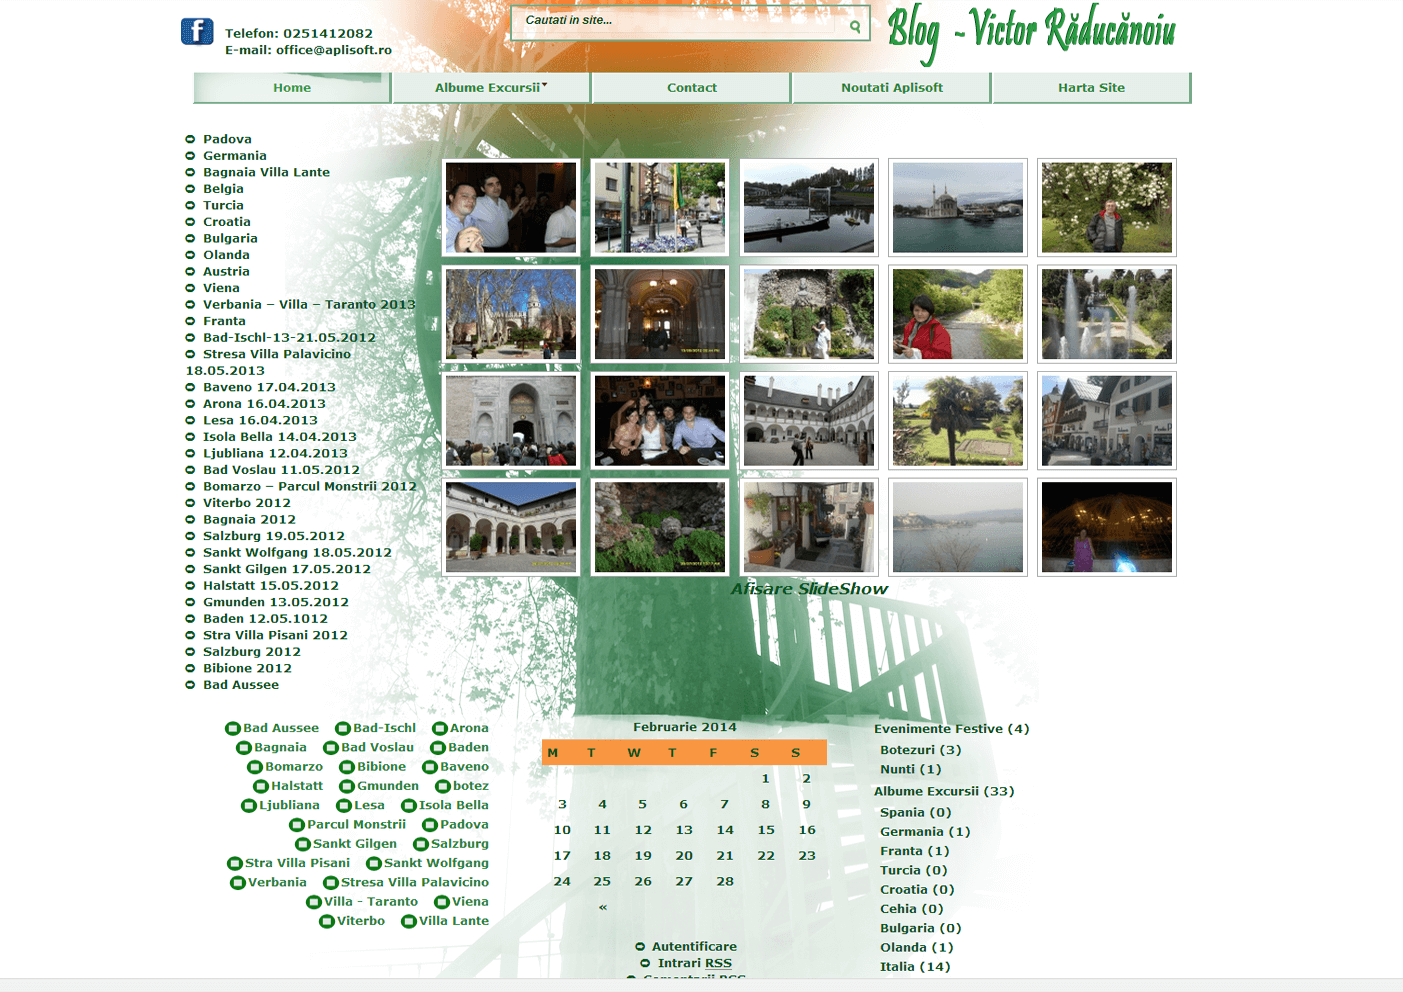 Telefon: 0251412082
E-mail: office@aplisoft.ro
Cautati in site...
Blog ~Victor Răducănoiu
Home
Albume Excursii
Contact
Noutati Aplisoft
Harta Site
Padova
Germania
Bagnaia Villa Lante
Belgia
Turcia
Croatia
Bulgaria
Olanda
Austria
Viena
Verbania – Villa – Taranto 2013
Franta
Bad-Ischl-13-21.05.2012
Stresa Villa Palavicino
18.05.2013
Baveno 17.04.2013
Arona 16.04.2013
Lesa 16.04.2013
Isola Bella 14.04.2013
Ljubliana 12.04.2013
Bad Voslau 11.05.2012
Bomarzo – Parcul Monstrii 2012
Viterbo 2012
Bagnaia 2012
Salzburg 19.05.2012
Sankt Wolfgang 18.05.2012
Sankt Gilgen 17.05.2012
Halstatt 15.05.2012
Gmunden 13.05.2012
Baden 12.05.1012
Stra Villa Pisani 2012
Salzburg 2012
Bibione 2012
Bad Aussee
Afisare SlideShow
Bad Aussee Bad-Ischl Arona
Bagnaia Bad Voslau Baden
Bomarzo Bibione Baveno
Halstatt Gmunden botez
Ljubliana Lesa Isola Bella
Parcul Monstrii Padova
Sankt Gilgen Salzburg
Stra Villa Pisani Sankt Wolfgang
Verbania Stresa Villa Palavicino
Villa - Taranto Viena
Viterbo Villa Lante
Februarie 2014
M T W T F S S
1 2
3 4 5 6 7 8 9
10 11 12 13 14 15 16
17 18 19 20 21 22 23
24 25 26 27 28
«
Autentificare
Intrari RSS
Comentarii RSS
Evenimente Festive (4)
Botezuri (3)
Nunti (1)
Albume Excursii (33)
Spania (0)
Germania (1)
Franta (1)
Turcia (0)
Croatia (0)
Cehia (0)
Bulgaria (0)
Olanda (1)
Italia (14)